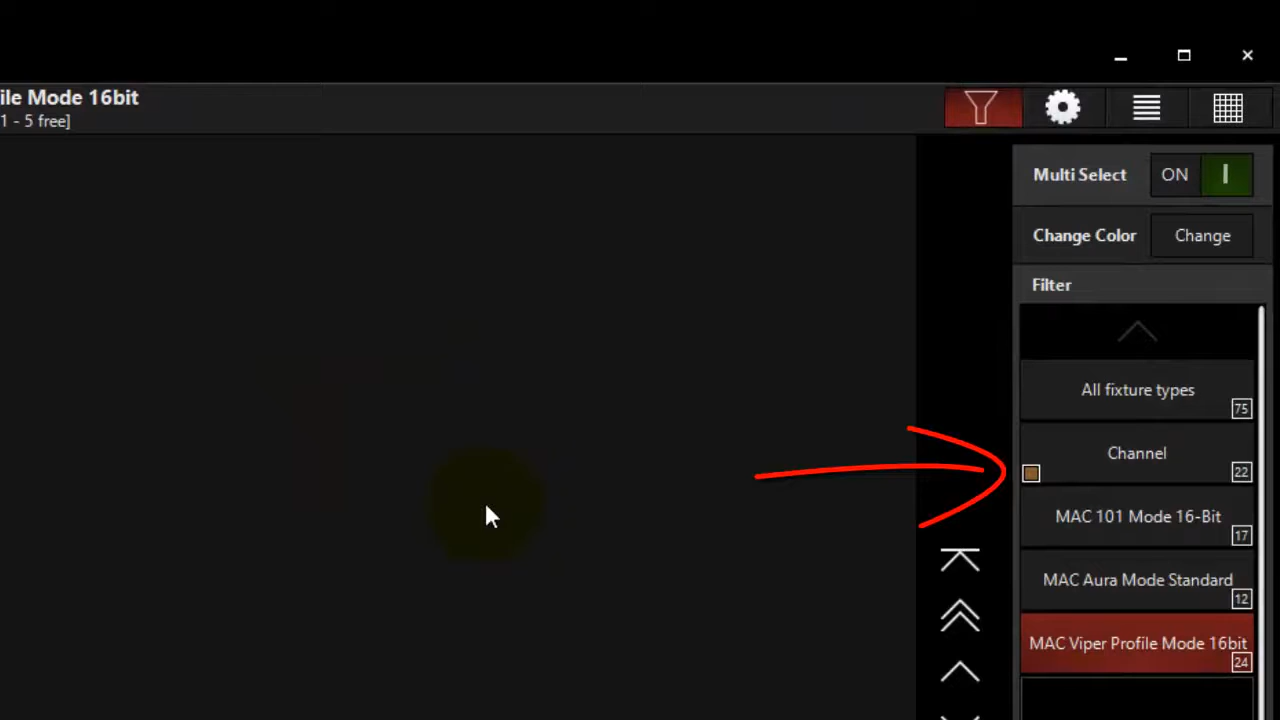 ile Mode 16bit
1 - 5 free]
Multi Select ON
Change Color Change
Filter
All fixture types
75
Channel
22
MAC 101 Mode 16-Bit
17
MAC Aura Mode Standard
12
MAC Viper Profile Mode 16bit
24